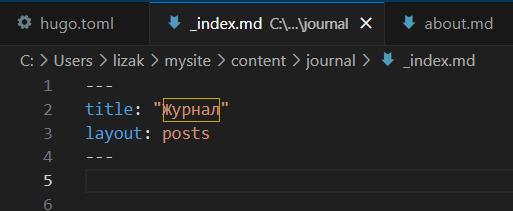 hugo.toml _index.md C:\...\journal about.md
C: > Users > lizak > mysite > content > journal > _index.md
1 ---
2 title: "Журнал"
3 layout: posts
4 ---
5
6